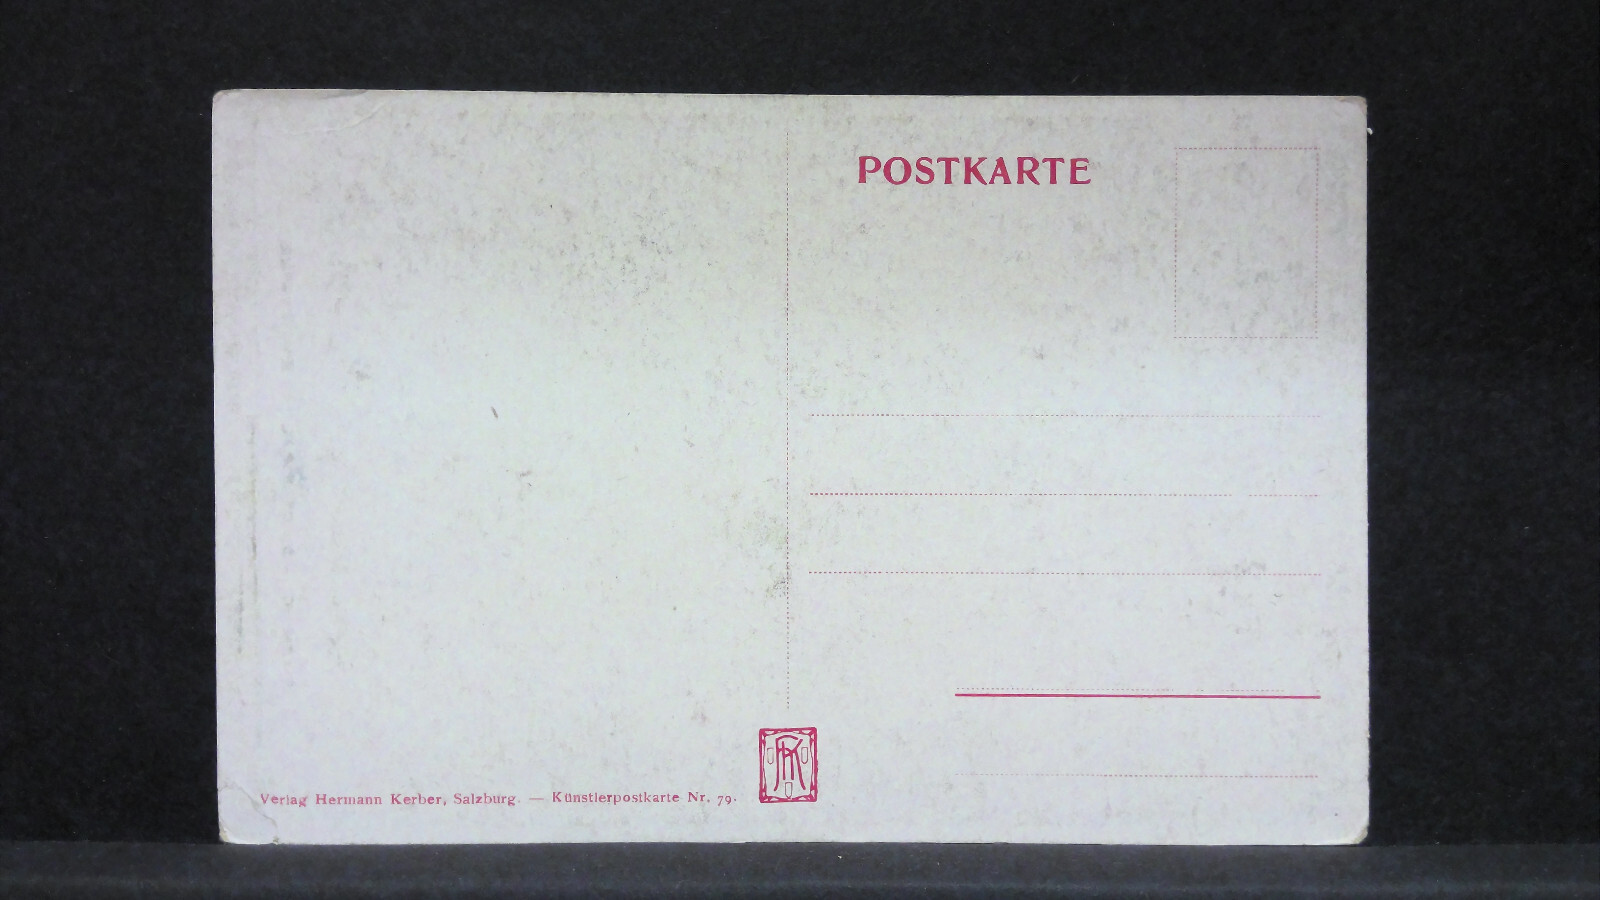 POSTKARTE
Verlag Hermann Kerber, Salzburg. — Künstlerpostkarte Nr. 79.